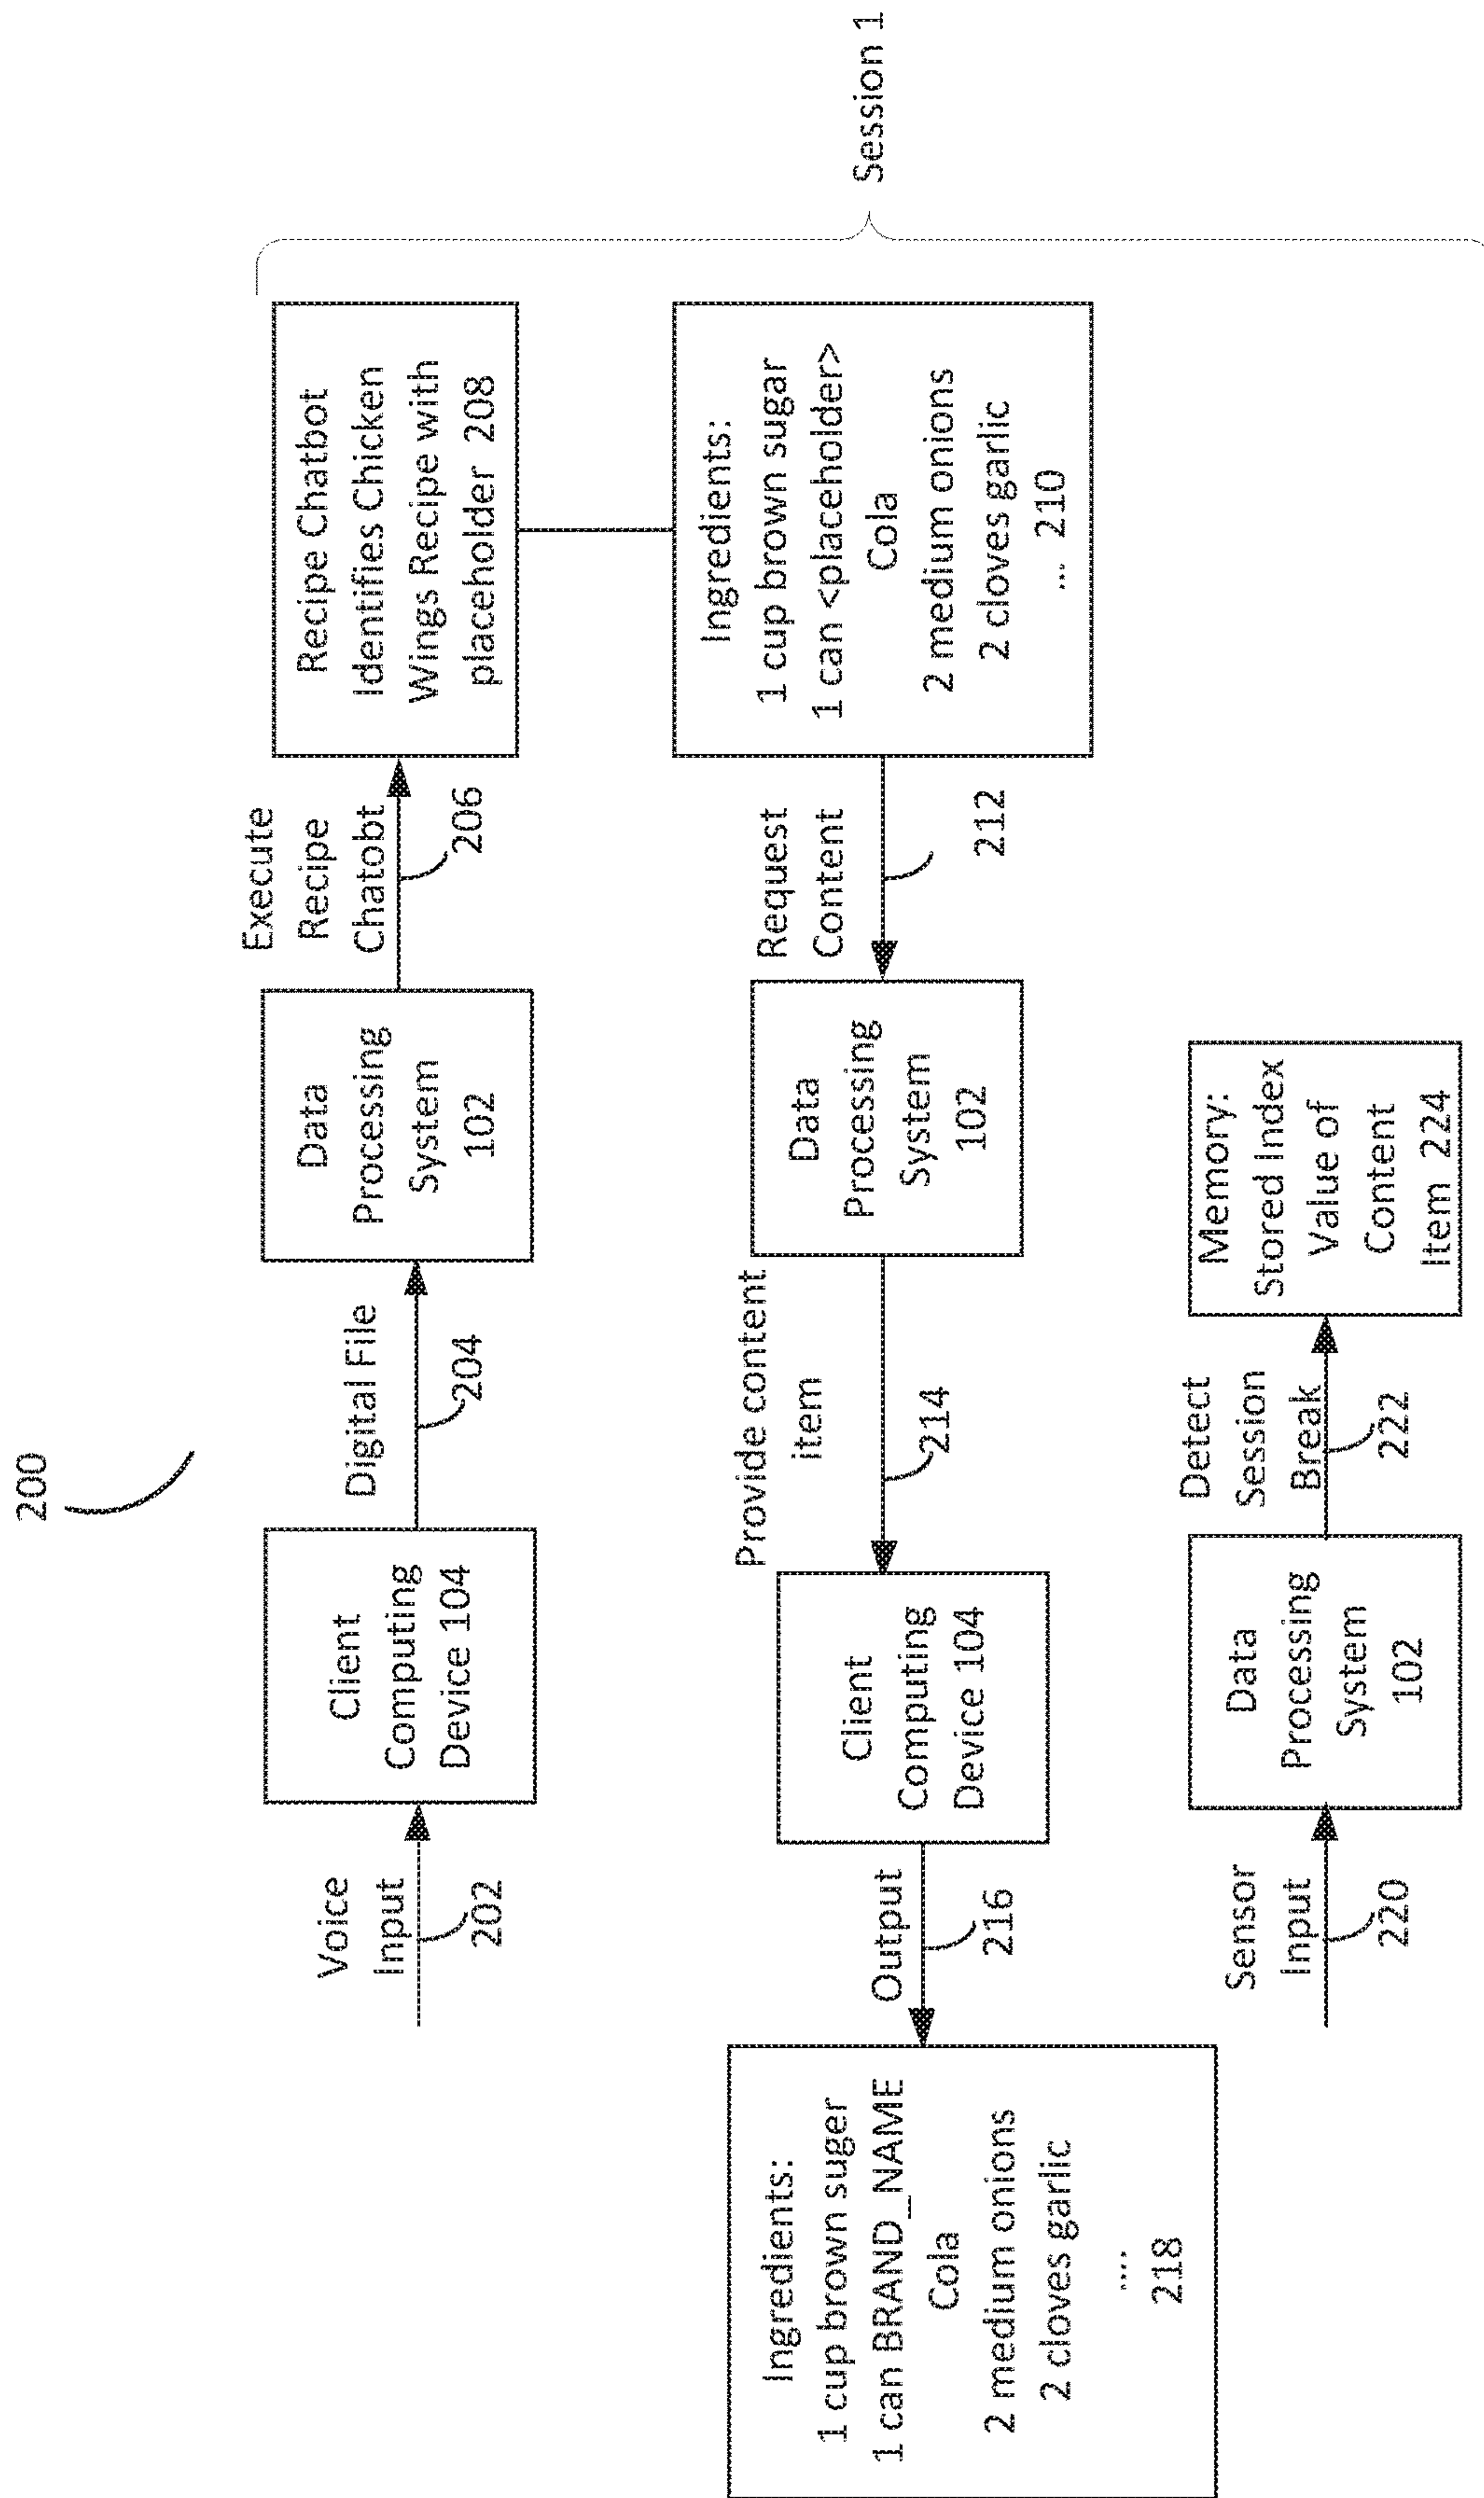 200
Voice
Input
202
Client
Computing
Device 104
Digital File
204
Data
Processing
System
102
Execute
Recipe
Chatobt
206
Recipe Chatbot
Identifies Chicken
Wings Recipe with
placeholder 208
Ingredients:
1 cup brown sugar
1 can <placeholder>
Cola
2 medium onions
2 cloves garlic
... 210
Request
Content
212
Data
Processing
System
102
Provide content
item
214
Client
Computing
Device 104
Output
216
Ingredients:
1 cup brown suger
1 can BRAND_NAME
Cola
2 medium onions
2 cloves garlic
....
218
Sensor
Input
220
Data
Processing
System
102
Detect
Session
Break
222
Memory:
Stored Index
Value of
Content
Item 224
Session 1